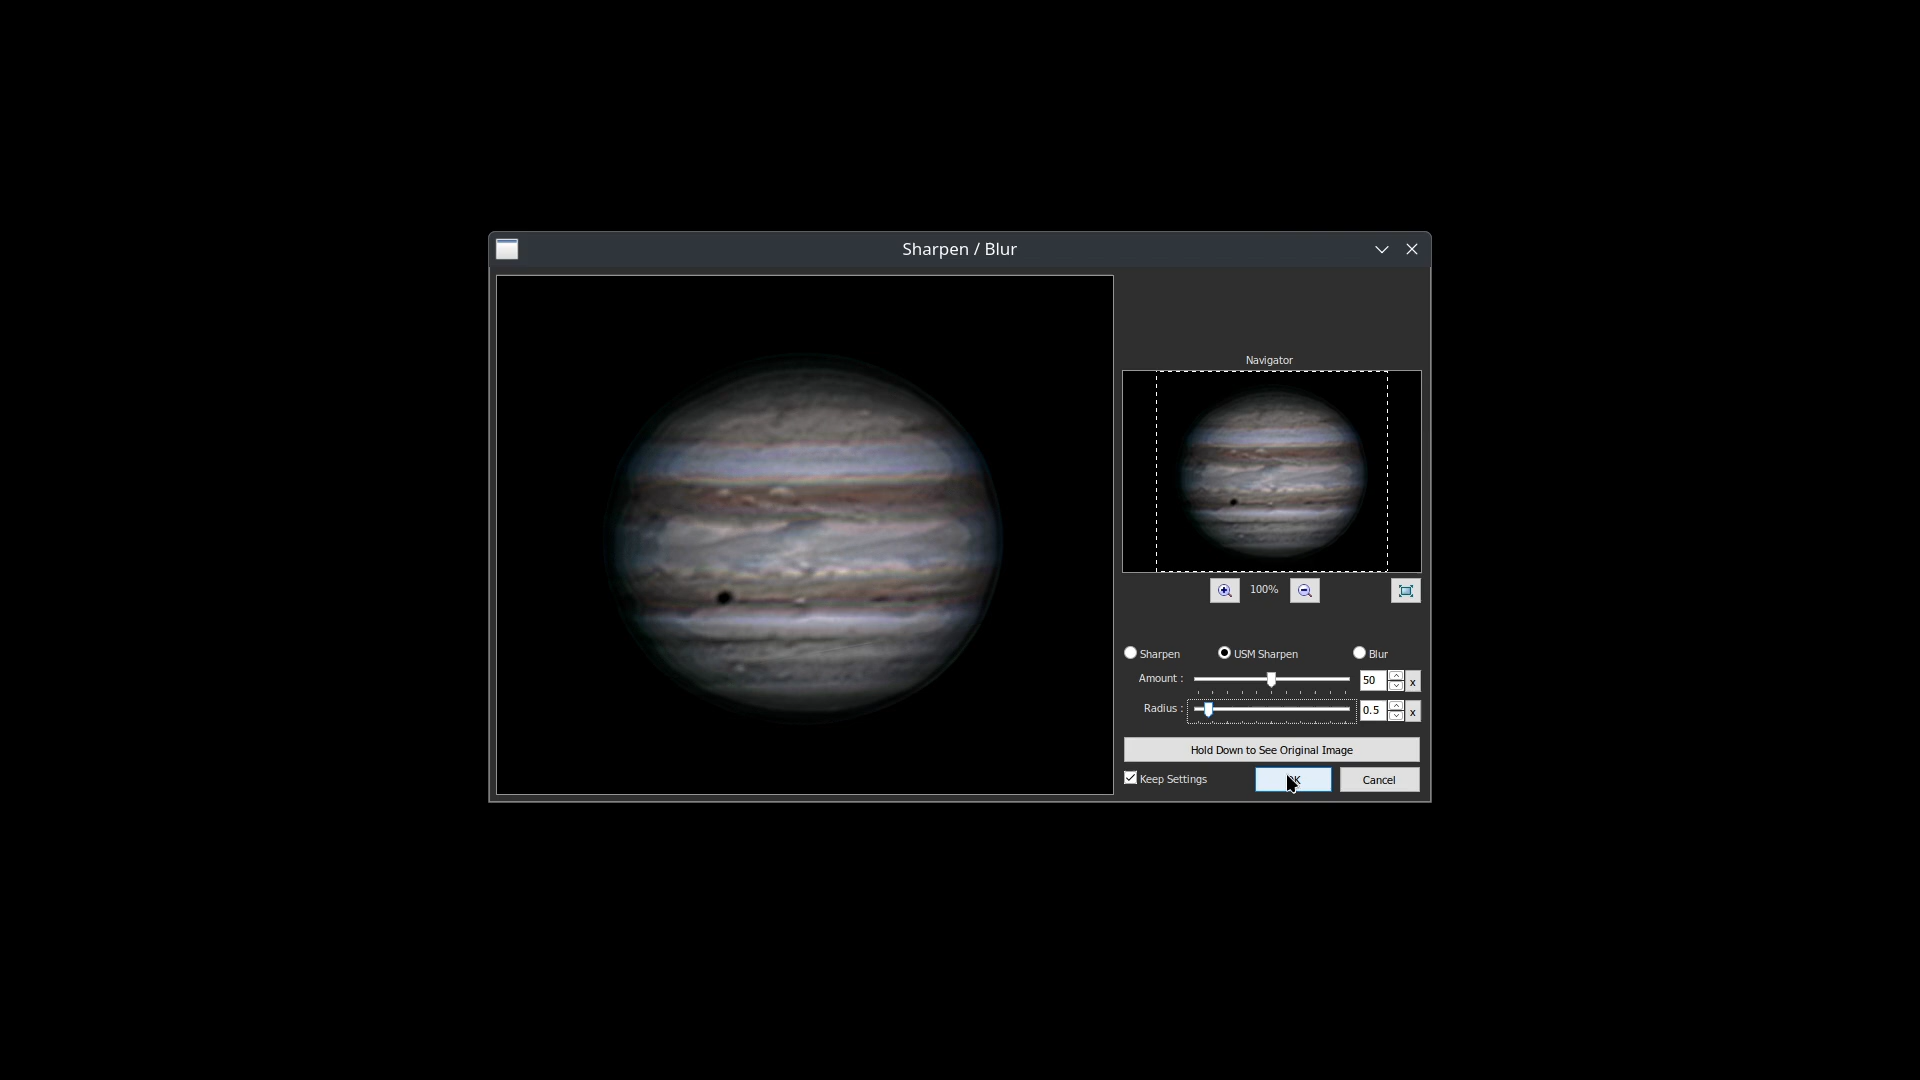 Sharpen / Blur
Navigator
100%
Sharpen
USM Sharpen
Blur
Amount :
50
x
Radius :
0.5
x
Hold Down to See Original Image
Keep Settings
Cancel